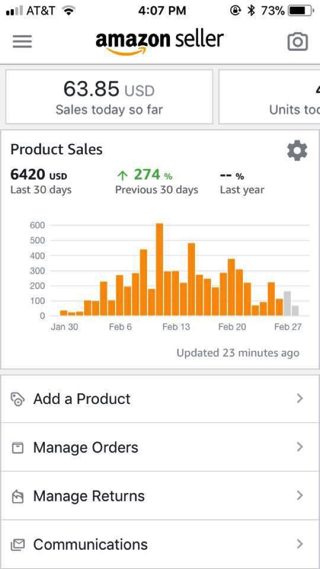 AT&T 4:07 PM 73%
amazon seller
63.85 USD
Sales today so far
4
Units tod
Product Sales
6420 USD ↑ 274 % -- %
Last 30 days Previous 30 days Last year
600
500
400
300
200
100
0
Jan 30 Feb 6 Feb 13 Feb 20 Feb 27
Updated 23 minutes ago
Add a Product
Manage Orders
Manage Returns
Communications